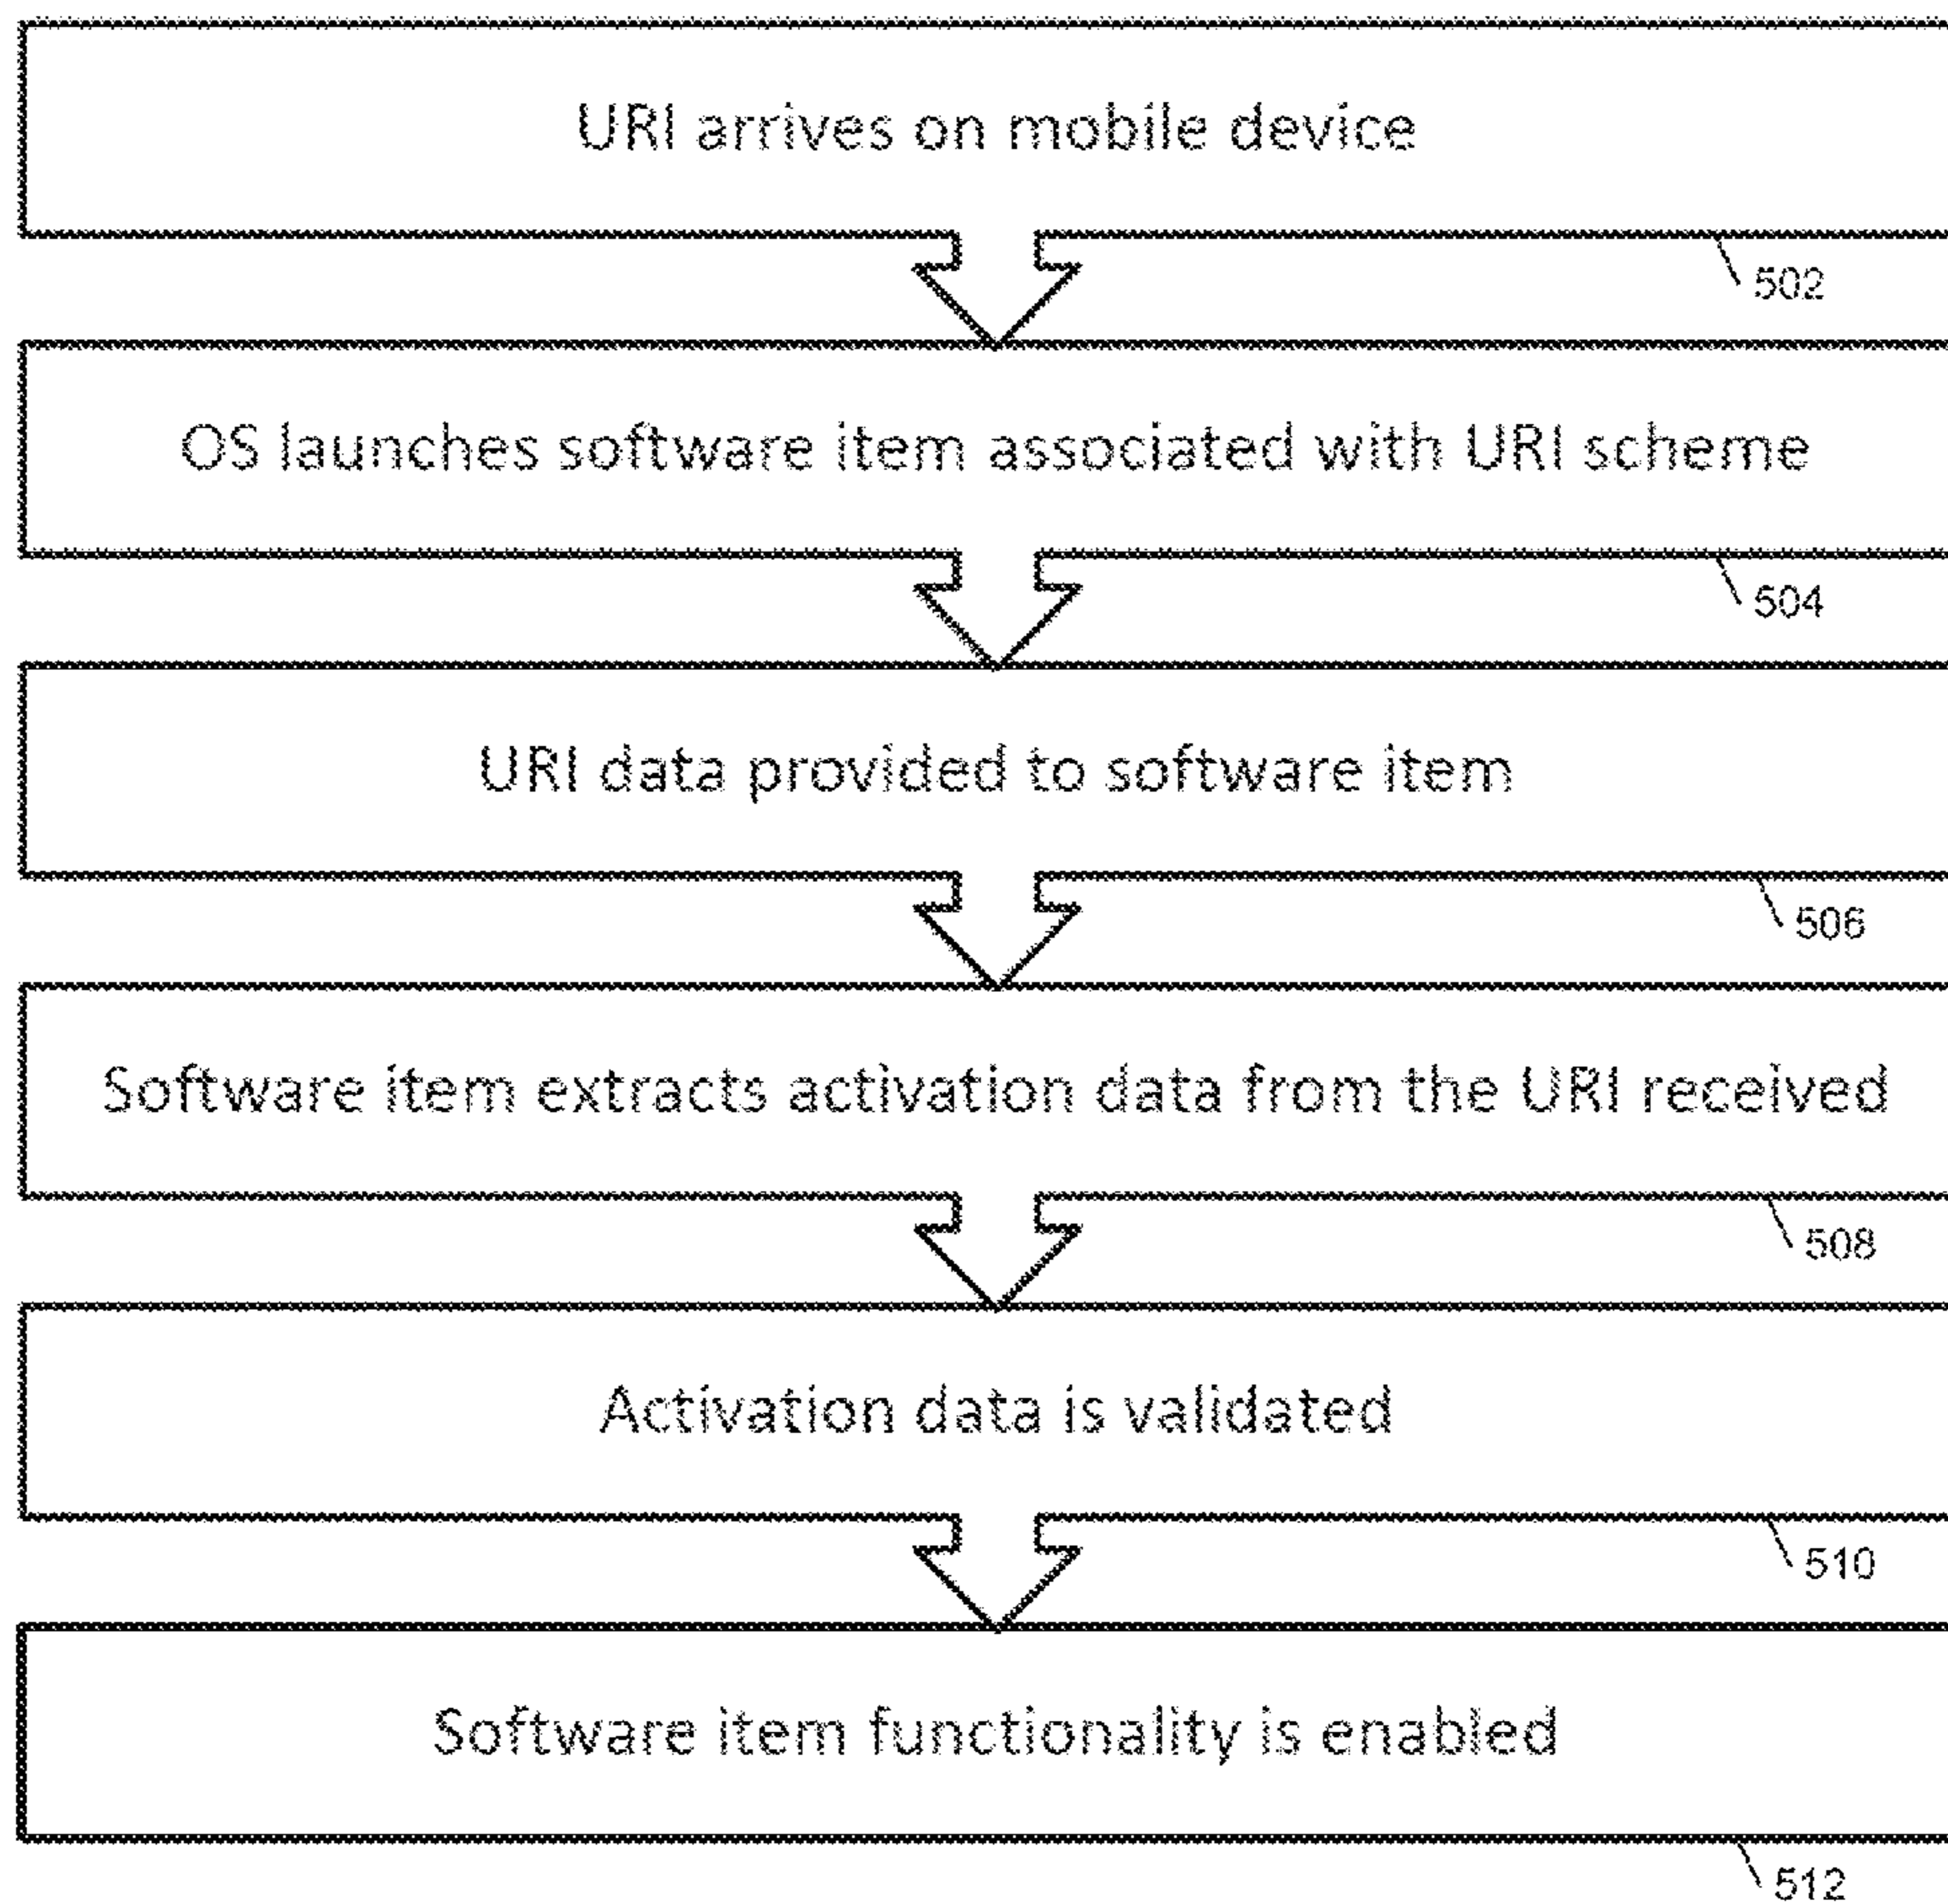 URI arrives on mobile device
502
OS launches software item associated with URI scheme
504
URI data provided to software item
506
Software item extracts activation data from the URI received
508
Activation data is validated
510
Software item functionality is enabled
512